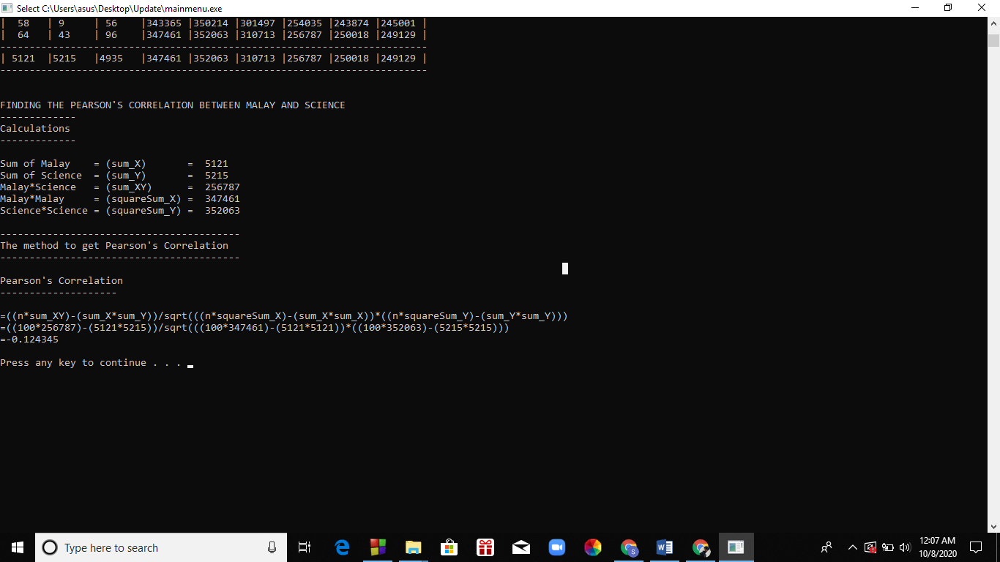 Select C:\Users\asus\Desktop\Update\mainmenu.exe
|  58   | 9     | 56    |343365 |350214 |301497 |254035 |243874 |245001 |
|  64   | 43    | 96    |347461 |352063 |310713 |256787 |250018 |249129 |
-------------------------------------------------------------------------
| 5121  |5215   |4935   |347461 |352063 |310713 |256787 |250018 |249129 |
-------------------------------------------------------------------------
FINDING THE PEARSON'S CORRELATION BETWEEN MALAY AND SCIENCE
-------------
Calculations
-------------
Sum of Malay    = (sum_X)       =  5121
Sum of Science  = (sum_Y)       =  5215
Malay*Science   = (sum_XY)      =  256787
Malay*Malay     = (squareSum_X) =  347461
Science*Science = (squareSum_Y) =  352063
-----------------------------------------
The method to get Pearson's Correlation
-----------------------------------------
Pearson's Correlation
--------------------
=((n*sum_XY)-(sum_X*sum_Y))/sqrt(((n*squareSum_X)-(sum_X*sum_X))*((n*squareSum_Y)-(sum_Y*sum_Y)))
=((100*256787)-(5121*5215))/sqrt(((100*347461)-(5121*5121))*((100*352063)-(5215*5215)))
=-0.124345
Press any key to continue . . .
Type here to search
12:07 AM
10/8/2020